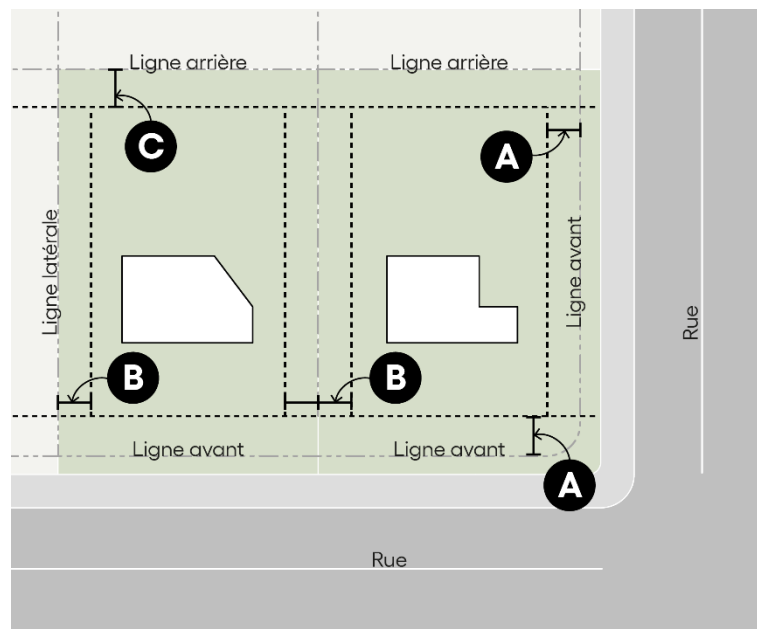 Ligne arrière
Ligne arrière
C
A
Ligne latérale
Ligne avant
Rue
B
B
Ligne avant
Ligne avant
A
Rue